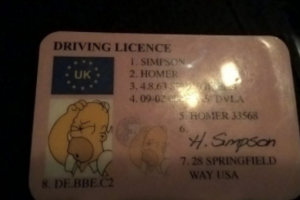 DRIVING LICENCE
UK
1. SIMPSON
2. HOMER
3. 4.8.63
4. 09-02 DVLA
5 HOMER 33568
6.
H. Simpson
7. 28 SPRINGFIELD
WAY USA
8. DE.BBE.C2